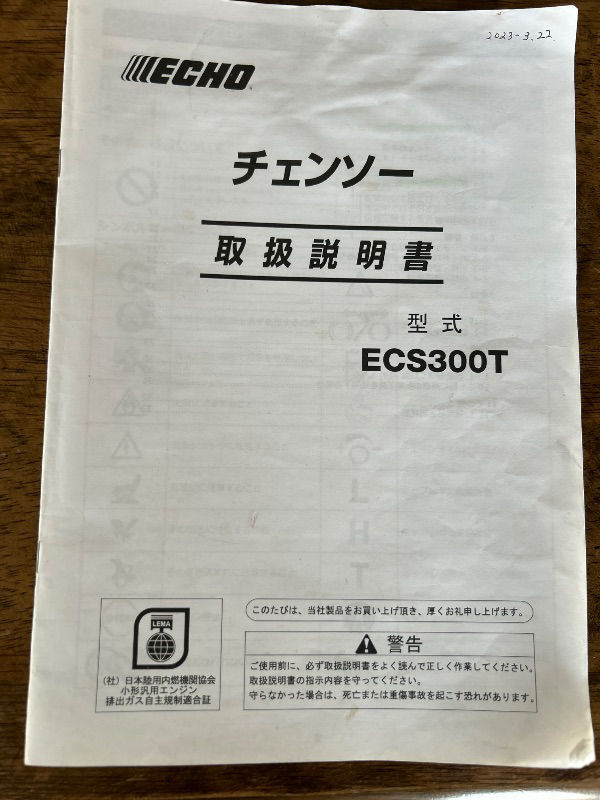 2023-3.22.
ECHO
チェンソー
取扱説明書
型式
ECS300T
LEMA
(社)日本陸用内燃機関協会
小形汎用エンジン
排出ガス自主規制適合証
このたびは、当社製品をお買い上げ頂き、厚くお礼申し上げます。
警告
ご使用前に、必ず取扱説明書をよく読んで正しく作業してください。
取扱説明書の指示内容を守ってください。
守らなかった場合は、死亡または重傷事故を起こす恐れがあります。